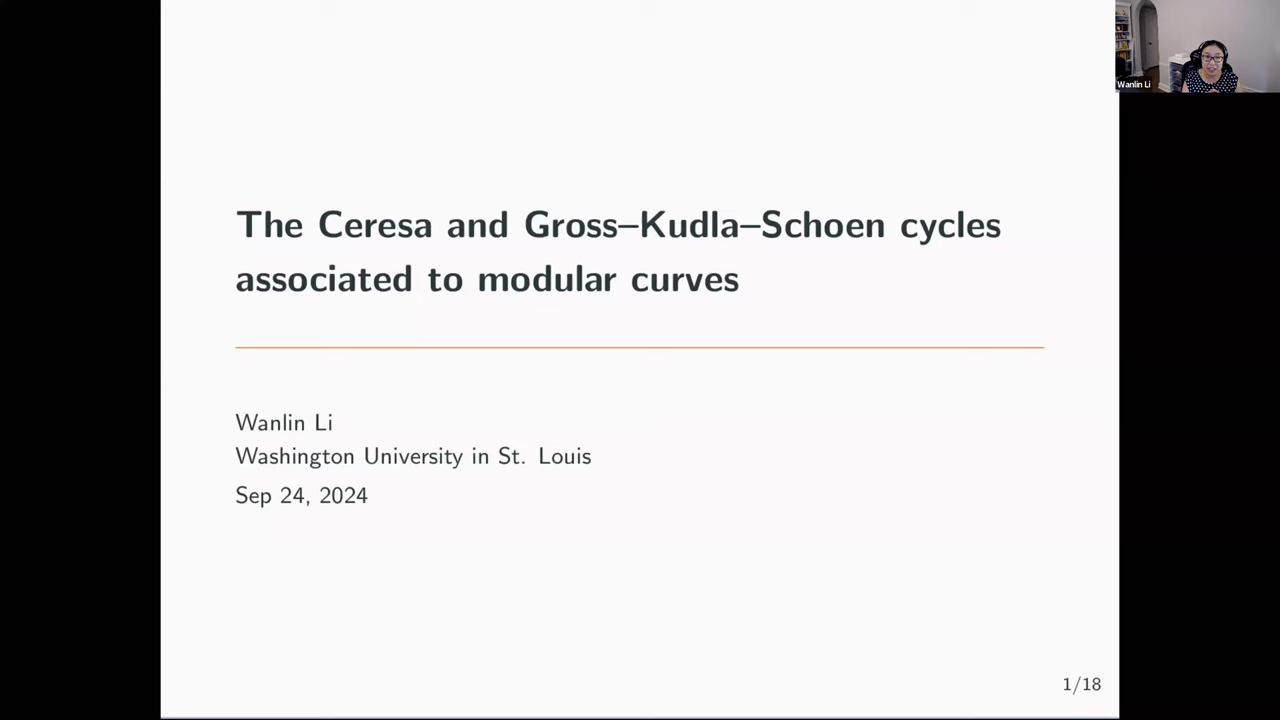 Wanlin Li
The Ceresa and Gross–Kudla–Schoen cycles
associated to modular curves
Wanlin Li
Washington University in St. Louis
Sep 24, 2024
1/18